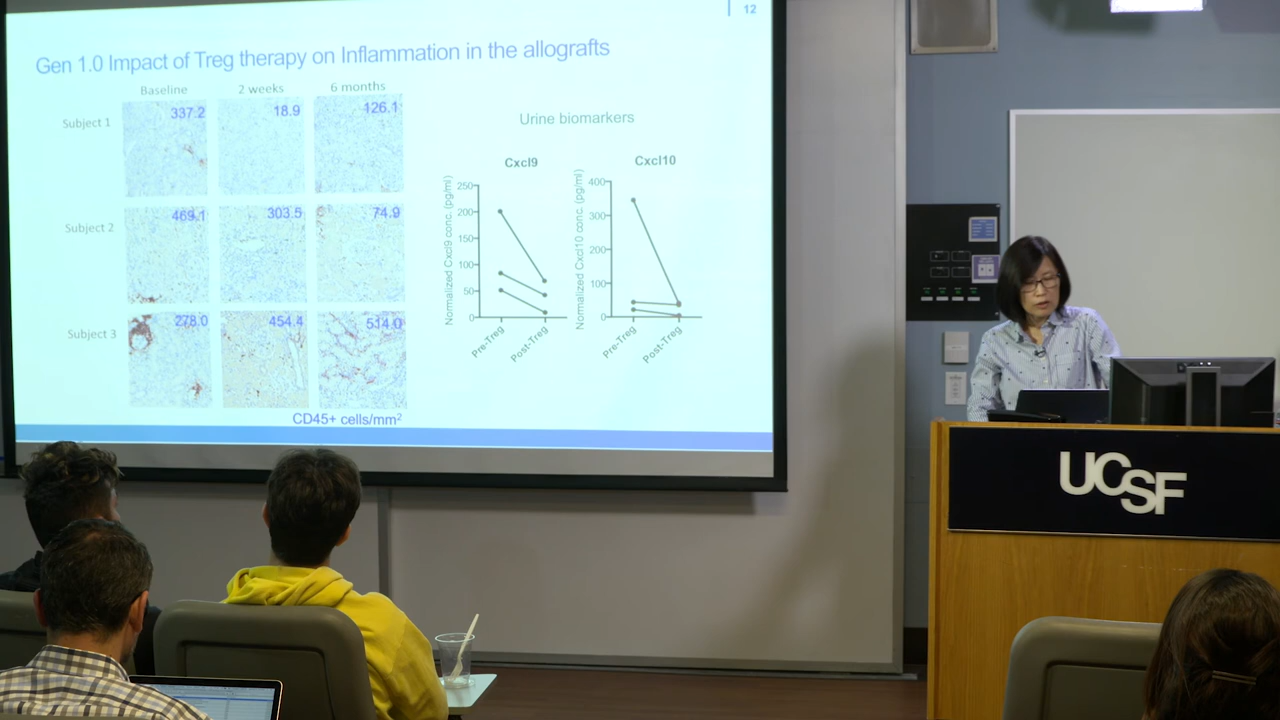 12
Gen 1.0 Impact of Treg therapy on Inflammation in the allografts
Baseline 2 weeks 6 months
Subject 1 337.2 18.9 126.1
Subject 2 469.1 303.5 74.9
Subject 3 278.0 454.4 514.0
CD45+ cells/mm²
Urine biomarkers
Cxcl9
Normalized Cxcl9 conc. (pg/ml)
250
200
150
100
50
0
Pre-Treg Post-Treg
Cxcl10
Normalized Cxcl10 conc. (pg/ml)
400
300
200
100
0
Pre-Treg Post-Treg
UCSF